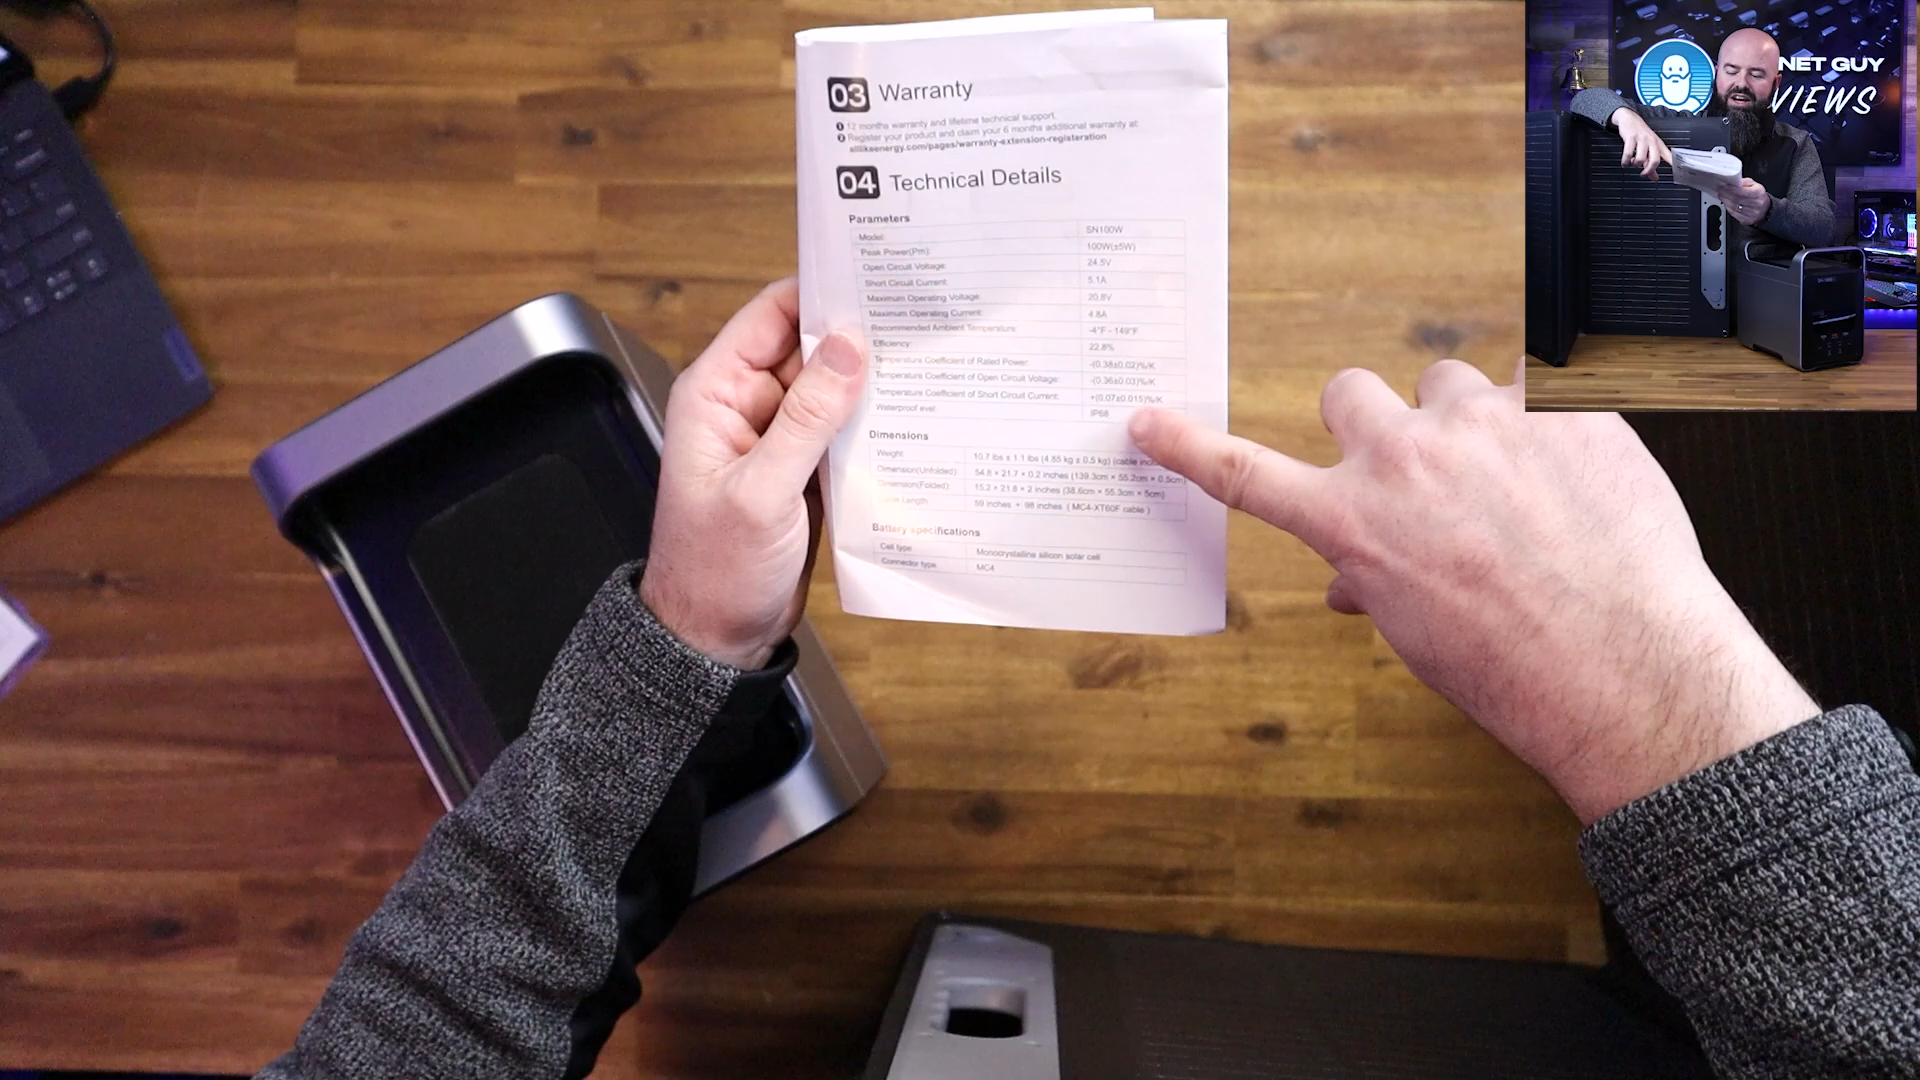 NET GUY
VIEWS
03 Warranty
❶ 12 months warranty and lifetime technical support.
❷ Register your product and claim your 6 months additional warranty at:
alllikeenergy.com/pages/warranty-extension-registeration
04 Technical Details
Parameters
Model: SN100W
Peak Power(Pm): 100W(±5W)
Open Circuit Voltage: 24.5V
Short Circuit Current: 5.1A
Maximum Operating Voltage: 20.8V
Maximum Operating Current: 4.8A
Recommended Ambient Temperature: -4°F - 149°F
Efficiency: 22.8%
Temperature Coefficient of Rated Power: -(0.38±0.02)%/K
Temperature Coefficient of Open Circuit Voltage: -(0.36±0.03)%/K
Temperature Coefficient of Short Circuit Current: +(0.07±0.015)%/K
Waterproof evel: IP68
Dimensions
Weight: 10.7 lbs ± 1.1 lbs (4.85 kg ± 0.5 kg) (cable
Dimension(Unfolded): 54.8 × 21.7 × 0.2 inches (139.3cm × 55.2cm × 0.5cm)
Dimension(Folded): 15.2 × 21.8 × 2 inches (38.6cm × 55.3cm × 5cm)
Length: 59 inches + 98 inches ( MC4-XT60F cable )
Battery specifications
Cell type Monocrystalline silicon solar cell
Connector type MC4